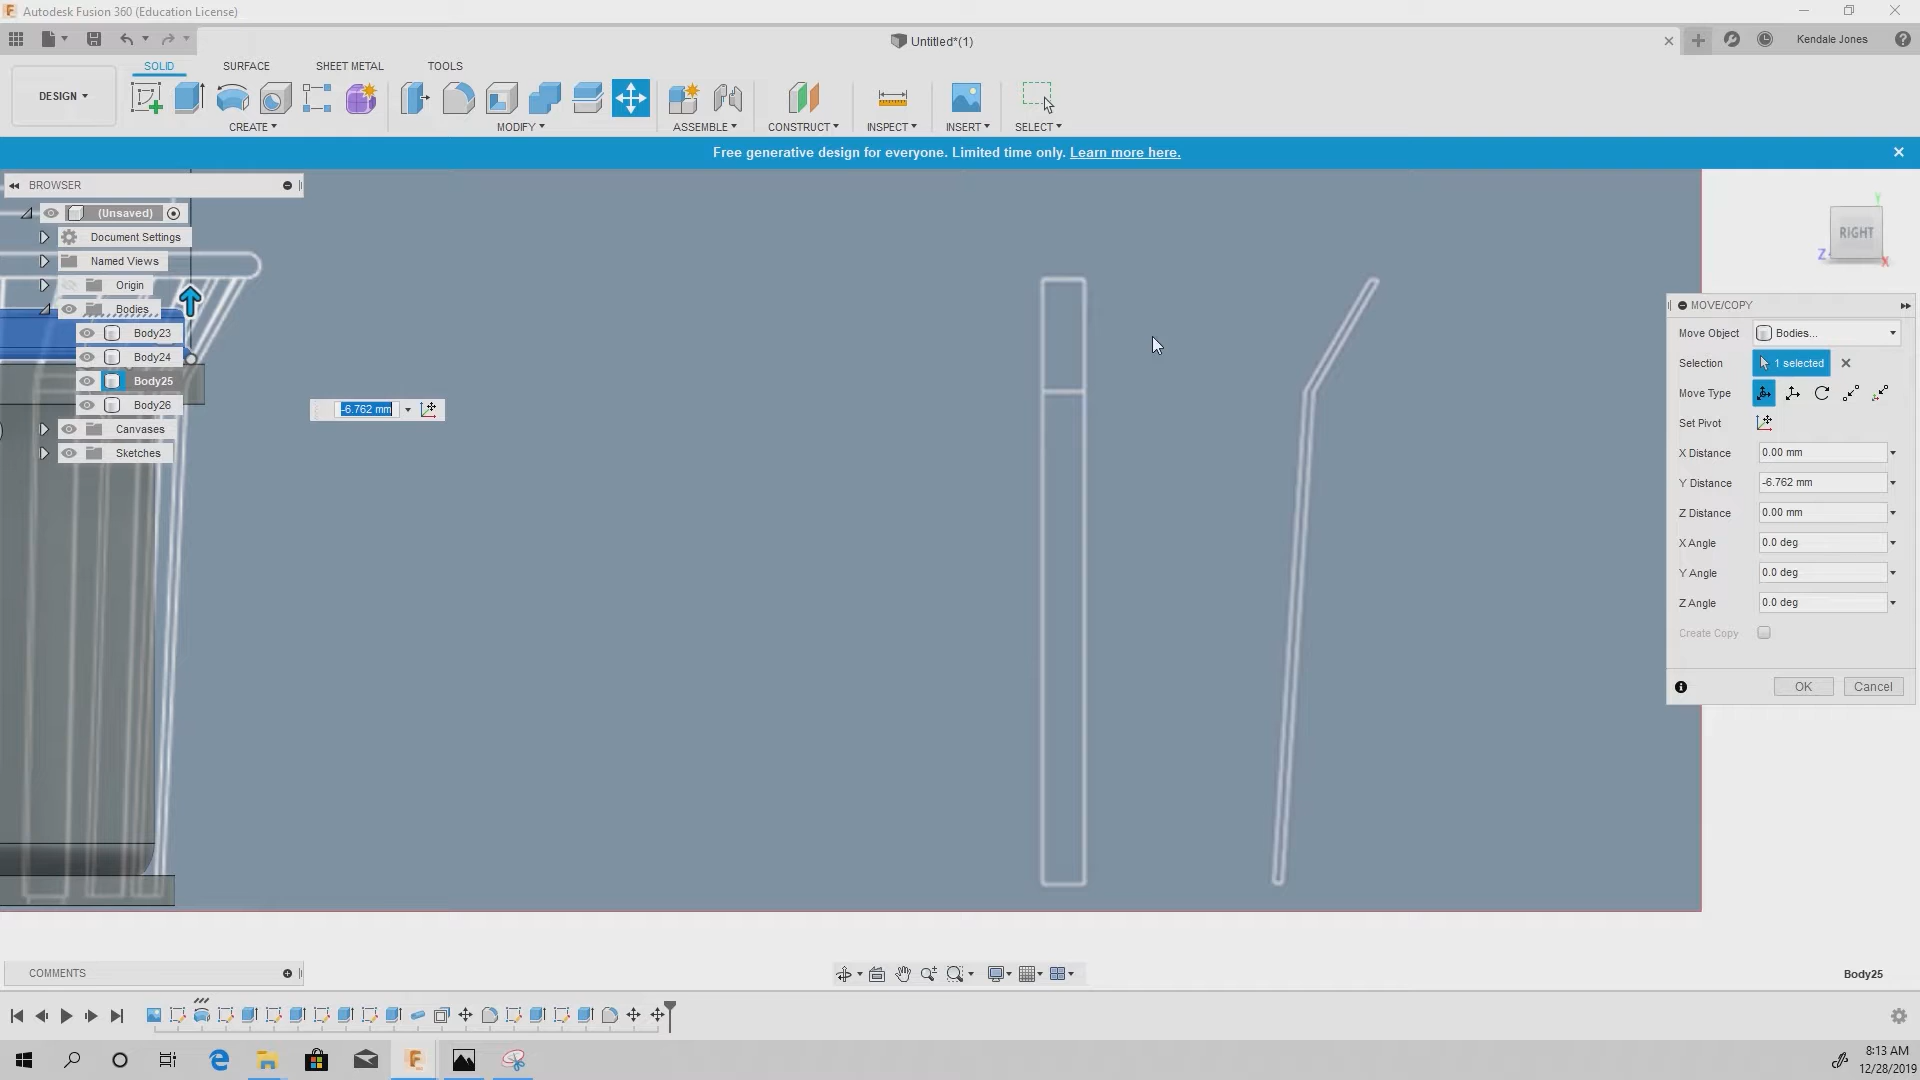 Autodesk Fusion 360 (Education License)
Untitled*(1)
Kendale Jones
DESIGN
SOLID
SURFACE
SHEET METAL
TOOLS
CREATE
MODIFY
ASSEMBLE
CONSTRUCT
INSPECT
INSERT
SELECT
Free generative design for everyone. Limited time only. Learn more here.
BROWSER
(Unsaved)
Document Settings
Named Views
Origin
Bodies
Body23
Body24
Body25
Body26
Canvases
Sketches
-6.762 mm
Y
RIGHT
Z
X
MOVE/COPY
Move Object Bodies...
Selection 1 selected
Move Type
Set Pivot
X Distance 0.00 mm
Y Distance -6.762 mm
Z Distance 0.00 mm
X Angle 0.0 deg
Y Angle 0.0 deg
Z Angle 0.0 deg
Create Copy
OK Cancel
COMMENTS
Body25
8:13 AM
12/28/2019